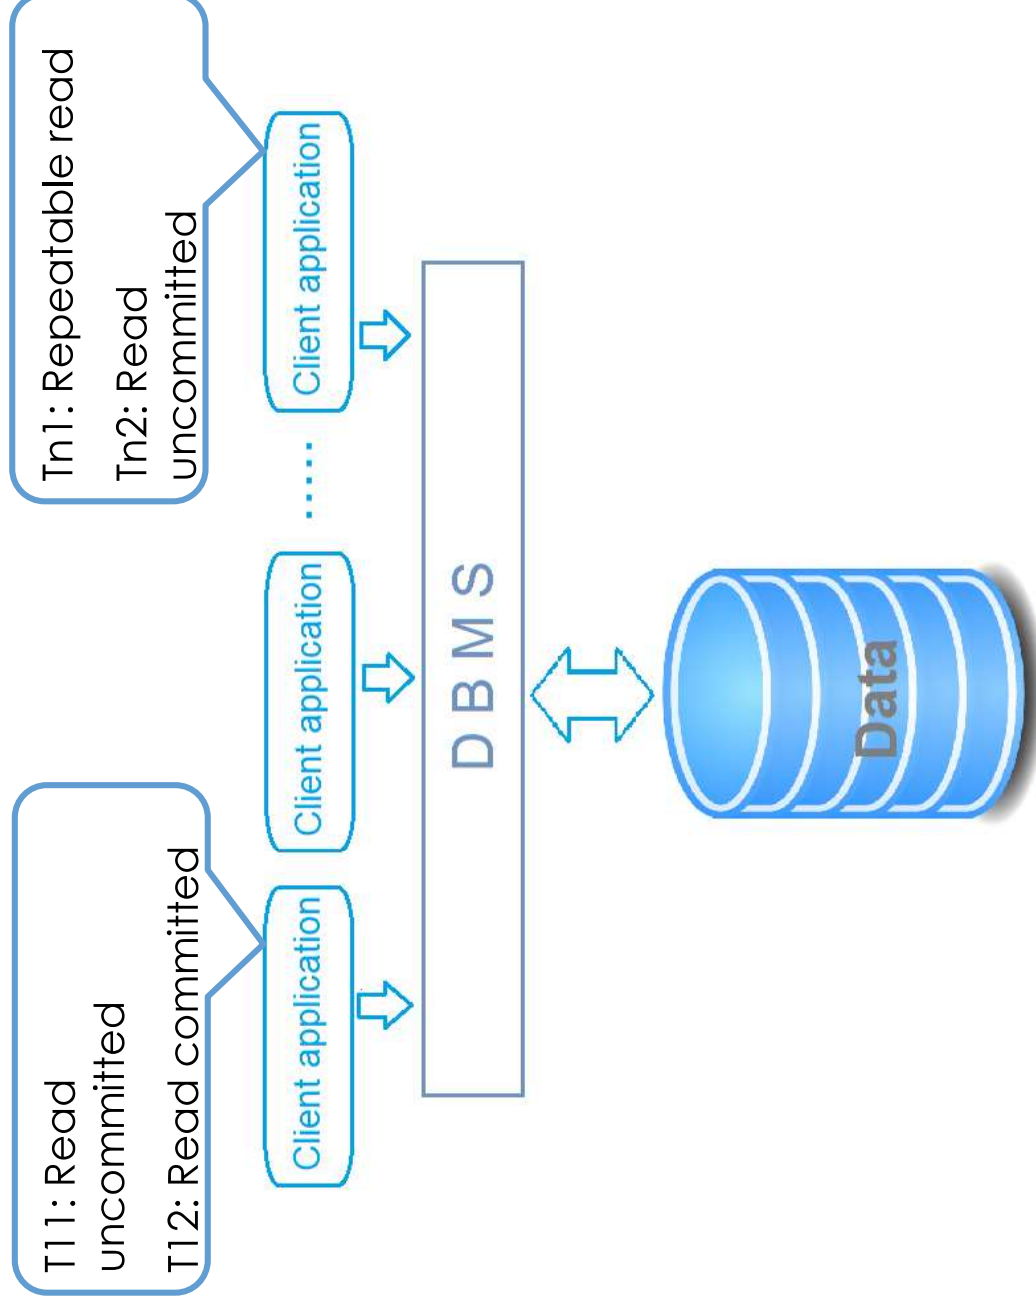 T11: Read
uncommitted
T12: Read committed
Tn1: Repeatable read
Tn2: Read
uncommitted
Client application
Client application
.....
Client application
DBMS
Data